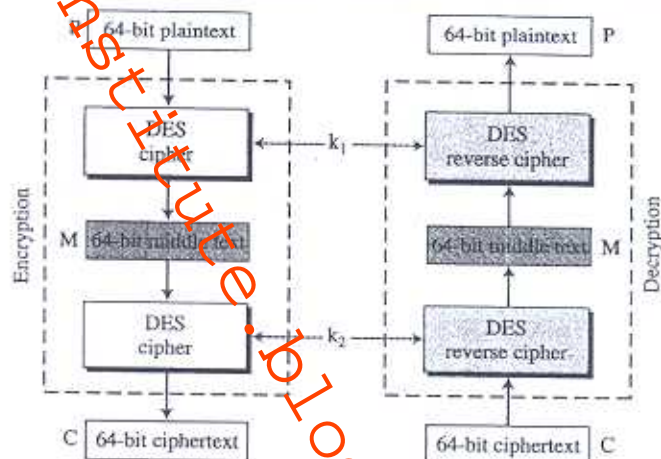 P 64-bit plaintext
64-bit plaintext P
DES
cipher
k₁
DES
reverse cipher
Encryption
M 64-bit middle text
64-bit middle text M
Decryption
DES
cipher
k₂
DES
reverse cipher
C 64-bit ciphertext
64-bit ciphertext C
nstitute.blo